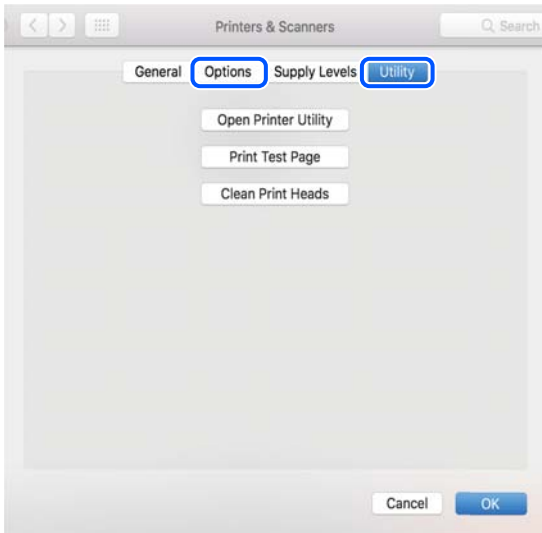 Printers & Scanners Search
General Options Supply Levels Utility
Open Printer Utility
Print Test Page
Clean Print Heads
Cancel OK